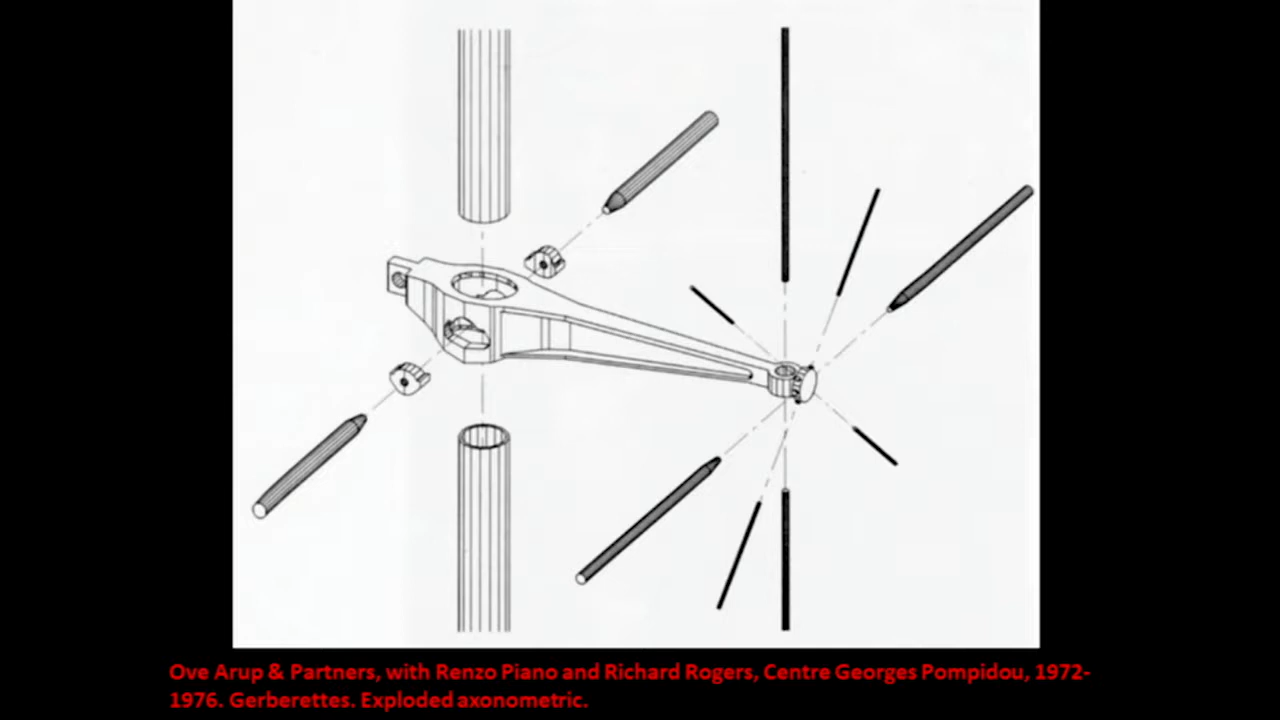 Ove Arup & Partners, with Renzo Piano and Richard Rogers, Centre Georges Pompidou, 1972-
1976. Gerberettes. Exploded axonometric.